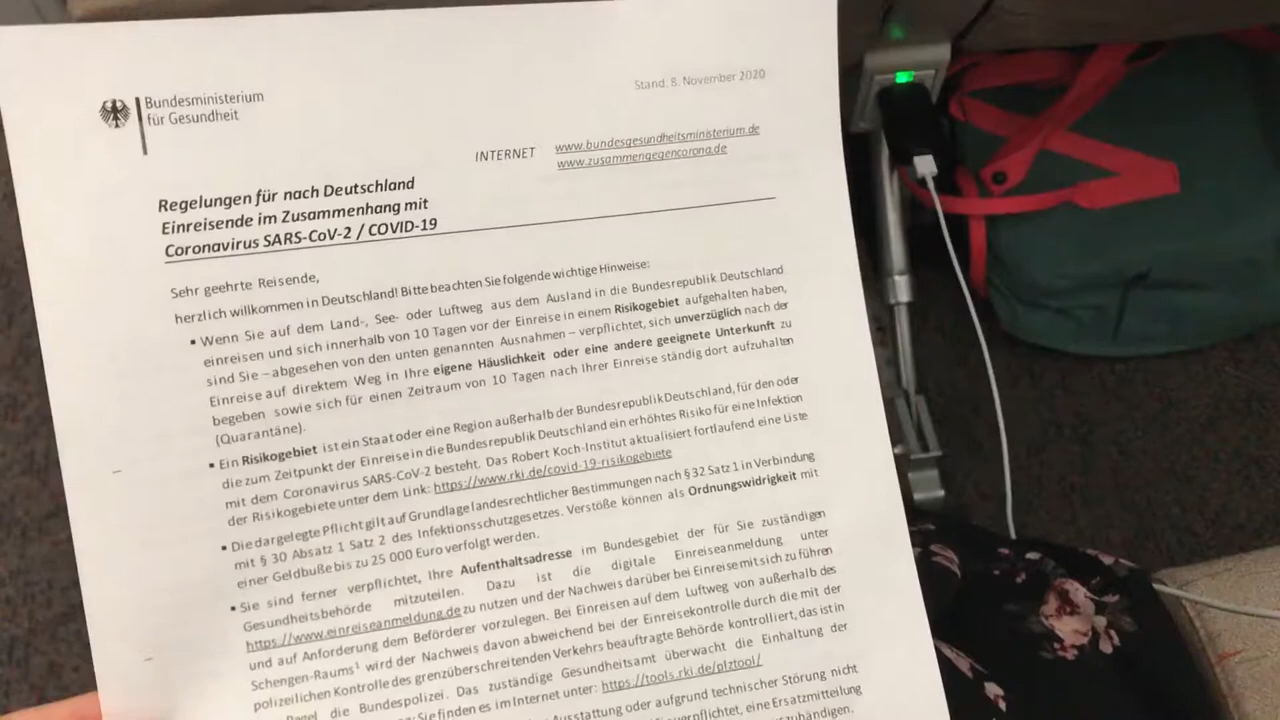 Bundesministerium
für Gesundheit
Stand: 8. November 2020
INTERNET
www.bundesgesundheitsministerium.de
www.zusammengegencorona.de
Regelungen für nach Deutschland
Einreisende im Zusammenhang mit
Coronavirus SARS-CoV-2 / COVID-19
Sehr geehrte Reisende,
herzlich willkommen in Deutschland! Bitte beachten Sie folgende wichtige Hinweise:
▪ Wenn Sie auf dem Land-, See- oder Luftweg aus dem Ausland in die Bundesrepublik Deutschland
einreisen und sich innerhalb von 10 Tagen vor der Einreise in einem Risikogebiet aufgehalten haben,
sind Sie – abgesehen von den unten genannten Ausnahmen – verpflichtet, sich unverzüglich nach der
Einreise auf direktem Weg in Ihre eigene Häuslichkeit oder eine andere geeignete Unterkunft zu
begeben sowie sich für einen Zeitraum von 10 Tagen nach Ihrer Einreise ständig dort aufzuhalten
(Quarantäne).
▪ Ein Risikogebiet ist ein Staat oder eine Region außerhalb der Bundesrepublik Deutschland, für den oder
die zum Zeitpunkt der Einreise in die Bundesrepublik Deutschland ein erhöhtes Risiko für eine Infektion
mit dem Coronavirus SARS-CoV-2 besteht. Das Robert Koch-Institut aktualisiert fortlaufend eine Liste
der Risikogebiete unter dem Link: https://www.rki.de/covid-19-risikogebiete
▪ Die dargelegte Pflicht gilt auf Grundlage landesrechtlicher Bestimmungen nach § 32 Satz 1 in Verbindung
mit § 30 Absatz 1 Satz 2 des Infektionsschutzgesetzes. Verstöße können als Ordnungswidrigkeit mit
einer Geldbuße bis zu 25 000 Euro verfolgt werden.
▪ Sie sind ferner verpflichtet, Ihre Aufenthaltsadresse im Bundesgebiet der für Sie zuständigen
Gesundheitsbehörde mitzuteilen. Dazu ist die digitale Einreiseanmeldung unter
https://www.einreiseanmeldung.de zu nutzen und der Nachweis darüber bei Einreise mit sich zu führen
und auf Anforderung dem Beförderer vorzulegen. Bei Einreisen auf dem Luftweg von außerhalb des
Schengen-Raums¹ wird der Nachweis davon abweichend bei der Einreisekontrolle durch die mit der
polizeilichen Kontrolle des grenzüberschreitenden Verkehrs beauftragte Behörde kontrolliert, das ist in
Regel die Bundespolizei. Das zuständige Gesundheitsamt überwacht die Einhaltung der
Sie finden es im Internet unter: https://tools.rki.de/plztool/
Ausstattung oder aufgrund technischer Störung nicht
verpflichtet, eine Ersatzmitteilung